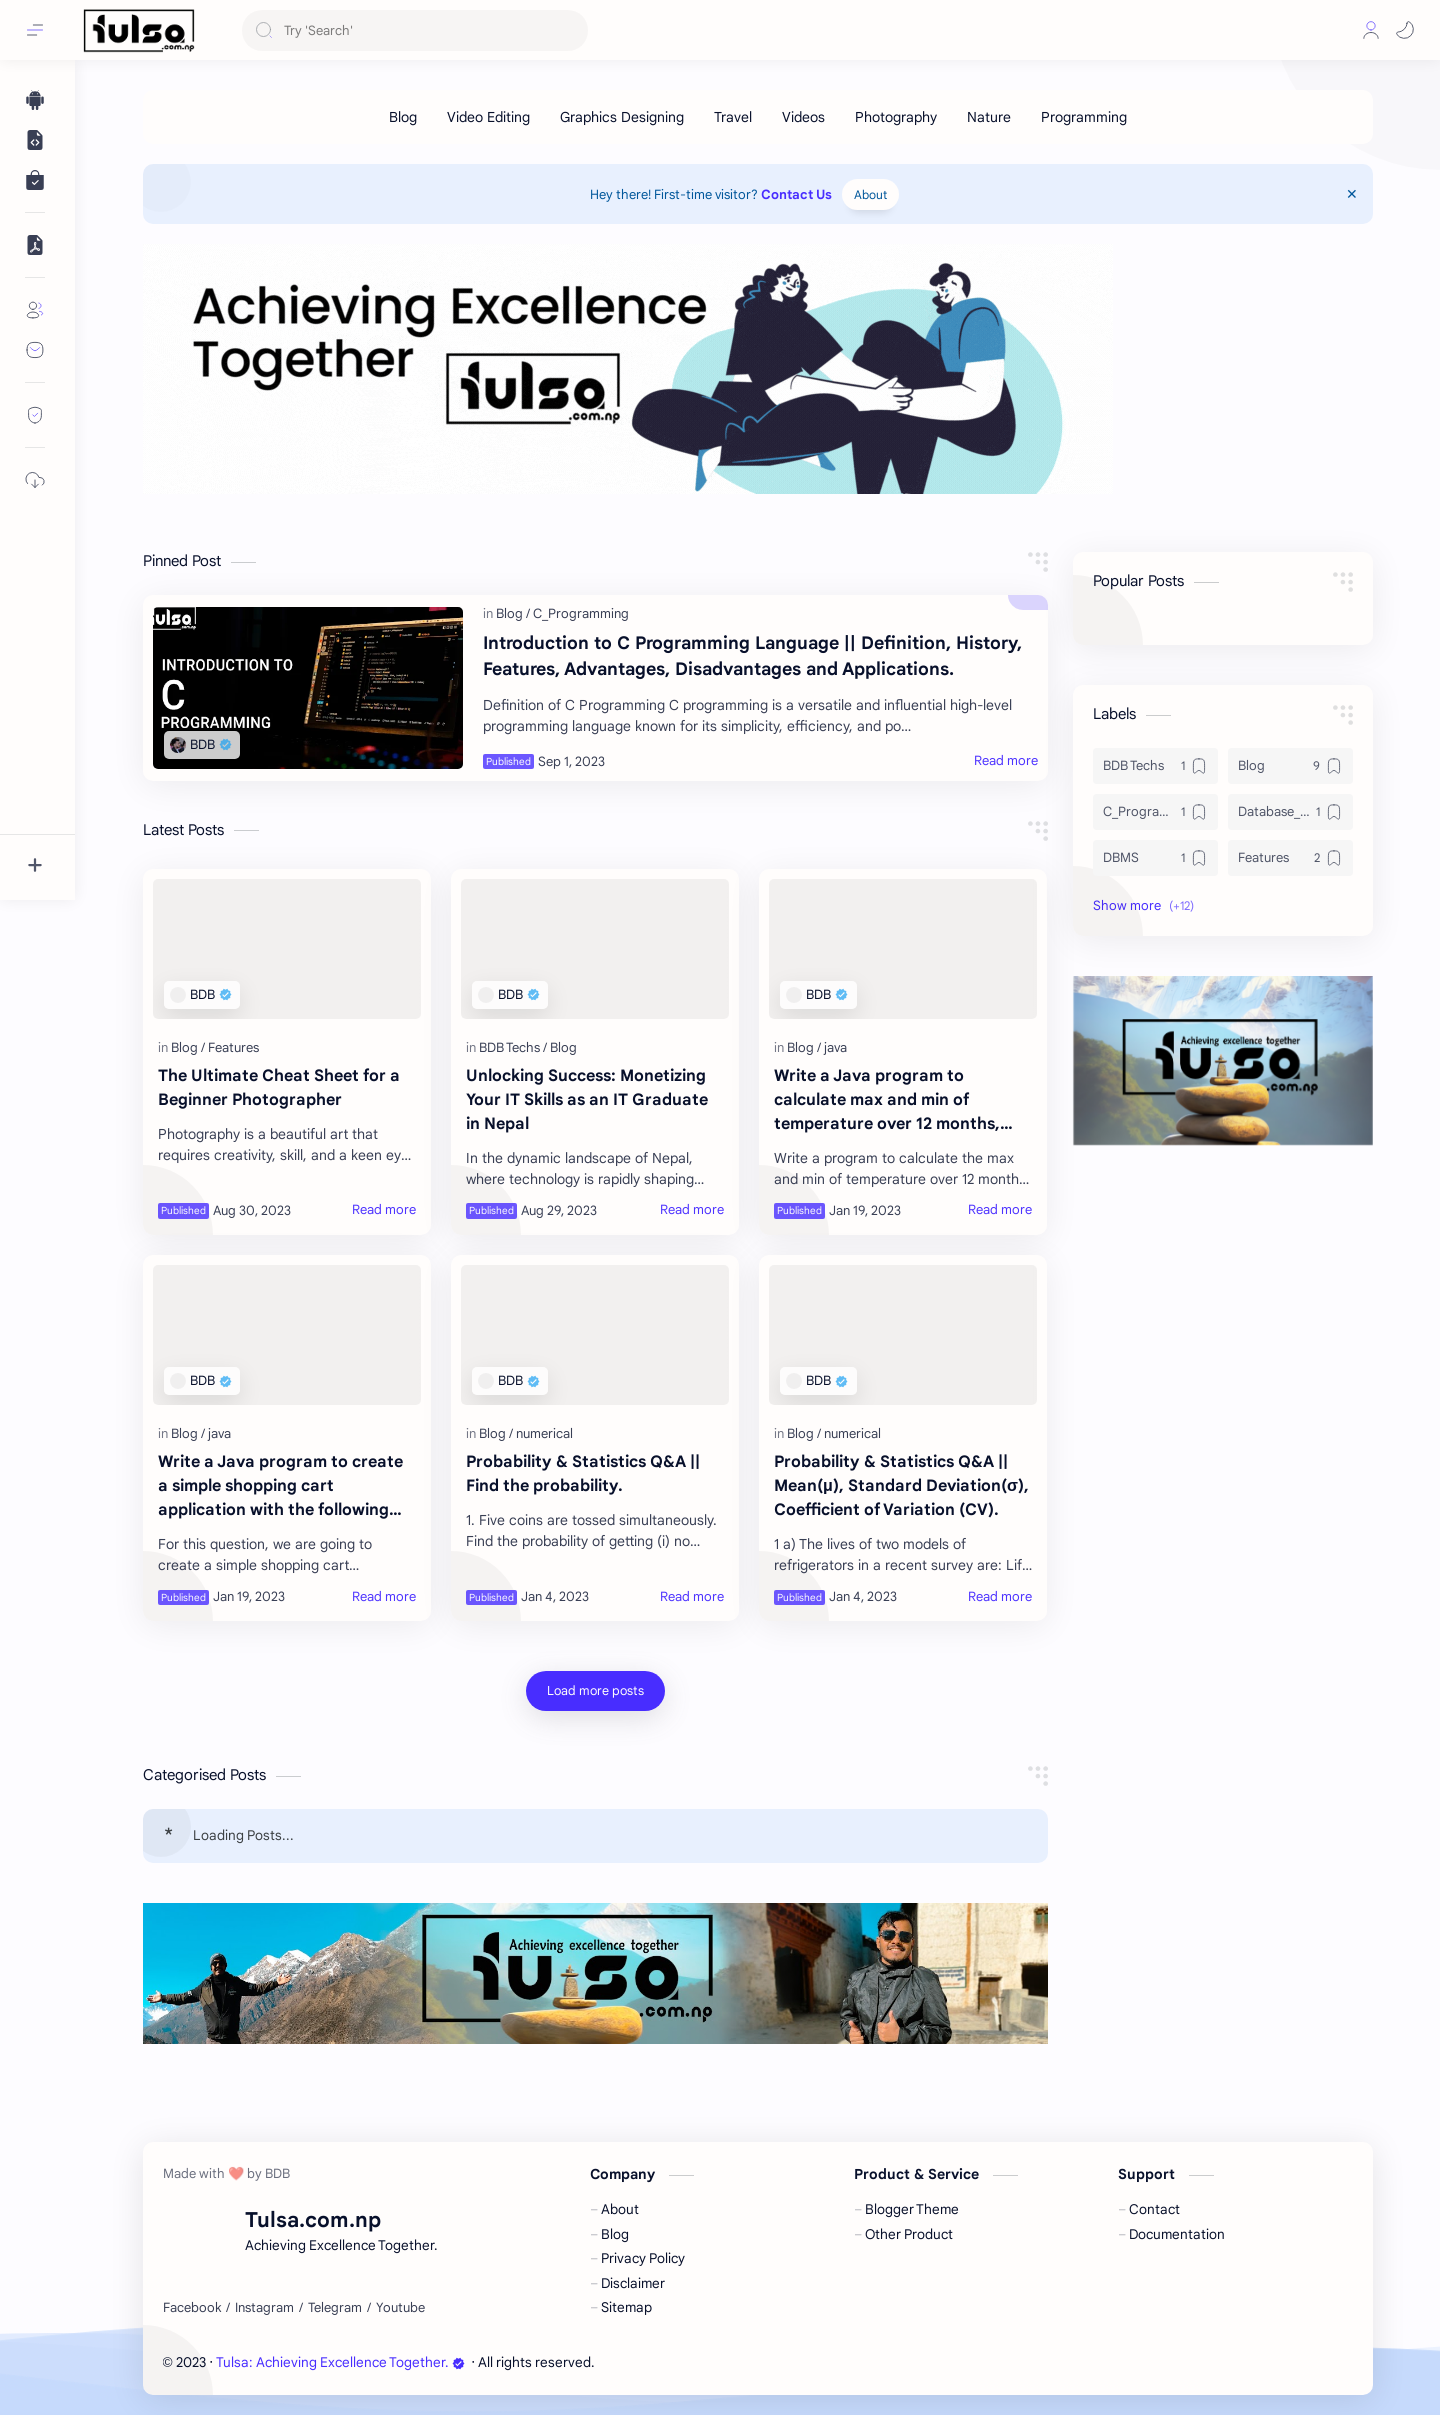 tulsa
.com.np
Try 'Search'
Blog Video Editing Graphics Designing Travel Videos Photography Nature Programming
Hey there! First-time visitor? Contact Us About ✕
Achieving Excellence
Together
tulsa
.com.np
Pinned Post
tulsa
.com.np
INTRODUCTION TO
C
PROGRAMMING
BDB
in Blog / C_Programming
Introduction to C Programming Language || Definition, History,
Features, Advantages, Disadvantages and Applications.
Definition of C Programming C programming is a versatile and influential high-level
programming language known for its simplicity, efficiency, and po...
Published Sep 1, 2023 Read more
Popular Posts
Labels
BDB Techs 1
Blog 9
C_Progra... 1
Database_... 1
DBMS 1
Features 2
Show more (+12)
Achieving excellence together
tulsa
.com.np
Latest Posts
BDB
in Blog / Features
The Ultimate Cheat Sheet for a
Beginner Photographer
Photography is a beautiful art that
requires creativity, skill, and a keen ey...
Published Aug 30, 2023 Read more
BDB
in BDB Techs / Blog
Unlocking Success: Monetizing
Your IT Skills as an IT Graduate
in Nepal
In the dynamic landscape of Nepal,
where technology is rapidly shaping...
Published Aug 29, 2023 Read more
BDB
in Blog / java
Write a Java program to
calculate max and min of
temperature over 12 months,...
Write a program to calculate the max
and min of temperature over 12 month...
Published Jan 19, 2023 Read more
BDB
in Blog / java
Write a Java program to create
a simple shopping cart
application with the following...
For this question, we are going to
create a simple shopping cart...
Published Jan 19, 2023 Read more
BDB
in Blog / numerical
Probability & Statistics Q&A ||
Find the probability.
1. Five coins are tossed simultaneously.
Find the probability of getting (i) no...
Published Jan 4, 2023 Read more
BDB
in Blog / numerical
Probability & Statistics Q&A ||
Mean(μ), Standard Deviation(σ),
Coefficient of Variation (CV).
1 a) The lives of two models of
refrigerators in a recent survey are: Lif...
Published Jan 4, 2023 Read more
Load more posts
Categorised Posts
* Loading Posts...
Achieving excellence together
tulsa
.com.np
Made with ❤️ by BDB
Tulsa.com.np
Achieving Excellence Together.
Facebook / Instagram / Telegram / Youtube
Company
– About
– Blog
– Privacy Policy
– Disclaimer
– Sitemap
Product & Service
– Blogger Theme
– Other Product
Support
– Contact
– Documentation
© 2023 · Tulsa: Achieving Excellence Together. · All rights reserved.